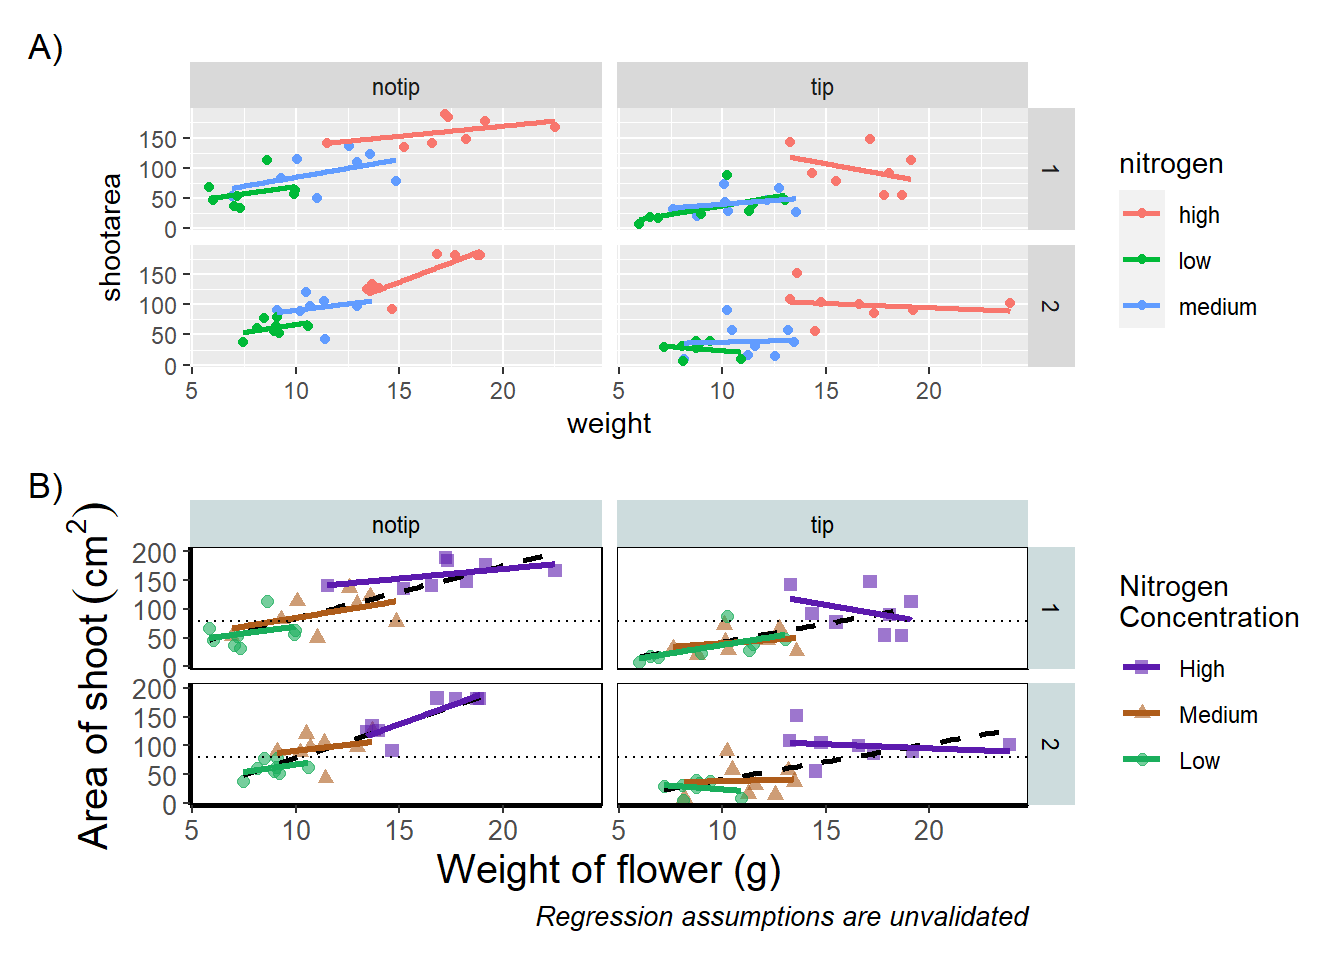 A)
notip
tip
shootarea
150
100
50
0
1
150
100
50
0
2
5
10
15
20
5
10
15
20
weight
nitrogen
high
low
medium
B)
notip
tip
Area of shoot (cm²)
200
150
100
50
0
1
200
150
100
50
0
2
5
10
15
20
5
10
15
20
Weight of flower (g)
Regression assumptions are unvalidated
Nitrogen
Concentration
High
Medium
Low